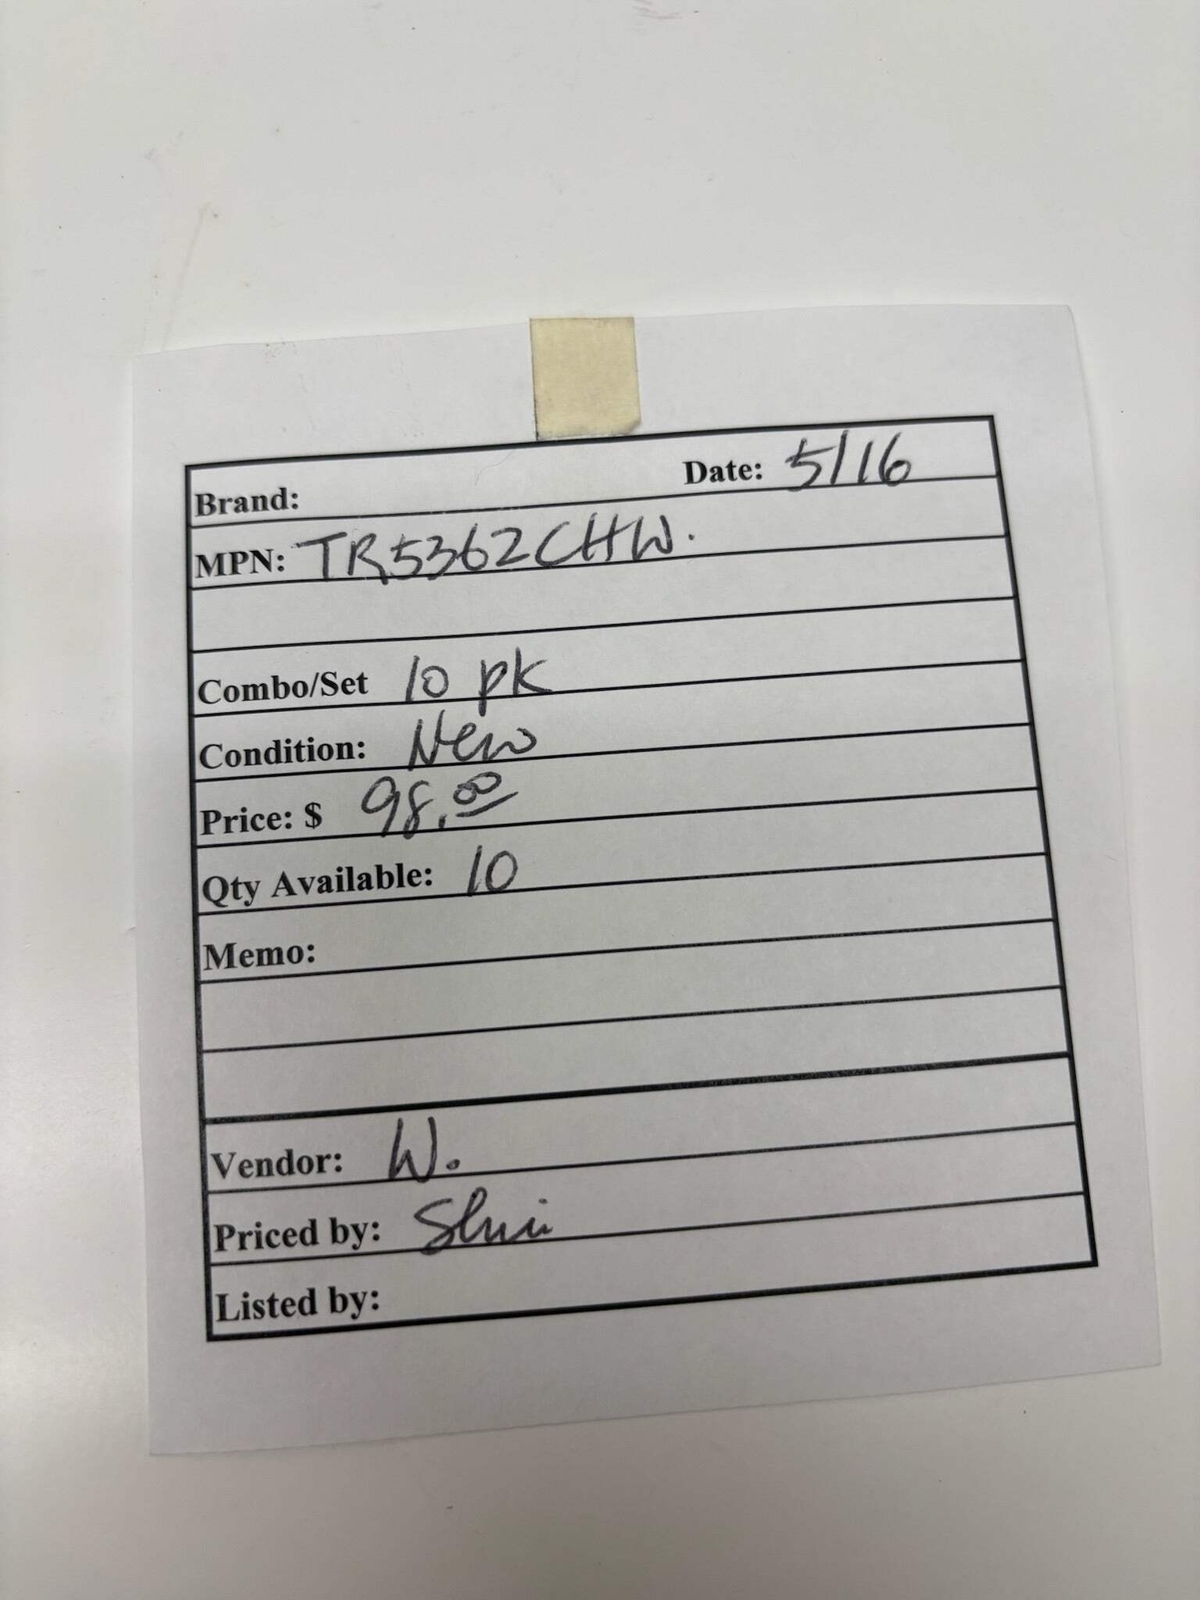 Brand: Date: 5/16
MPN: TR5362CHW.
Combo/Set 10 pk
Condition: New
Price: $ 98.00
Qty Available: 10
Memo:
Vendor: W.
Priced by:
Listed by: